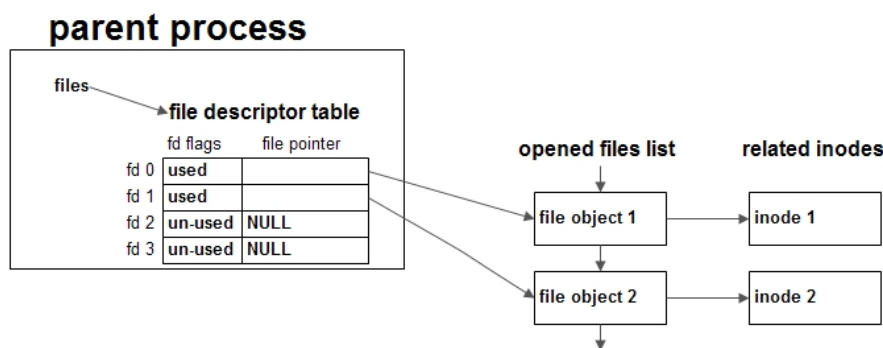 parent process
files
file descriptor table
fd flags file pointer
fd 0 used
fd 1 used
fd 2 un-used NULL
fd 3 un-used NULL
opened files list related inodes
file object 1 inode 1
file object 2 inode 2